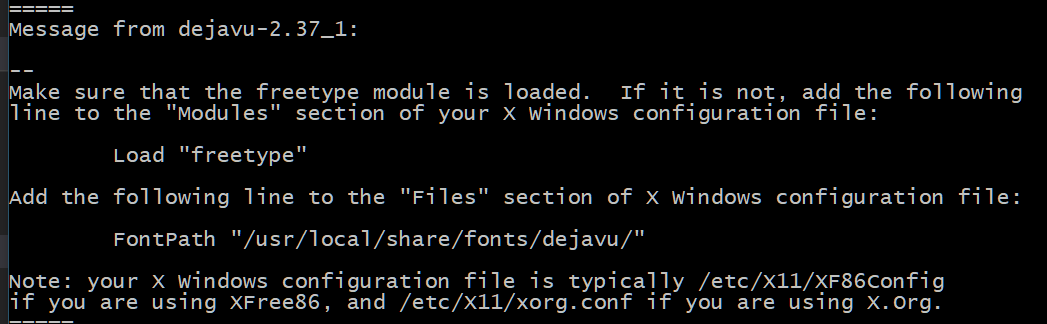 =====
Message from dejavu-2.37_1:
--
Make sure that the freetype module is loaded.  If it is not, add the following
line to the "Modules" section of your X Windows configuration file:
        Load "freetype"
Add the following line to the "Files" section of X Windows configuration file:
        FontPath "/usr/local/share/fonts/dejavu/"
Note: your X Windows configuration file is typically /etc/X11/XF86Config
if you are using XFree86, and /etc/X11/xorg.conf if you are using X.Org.
=====